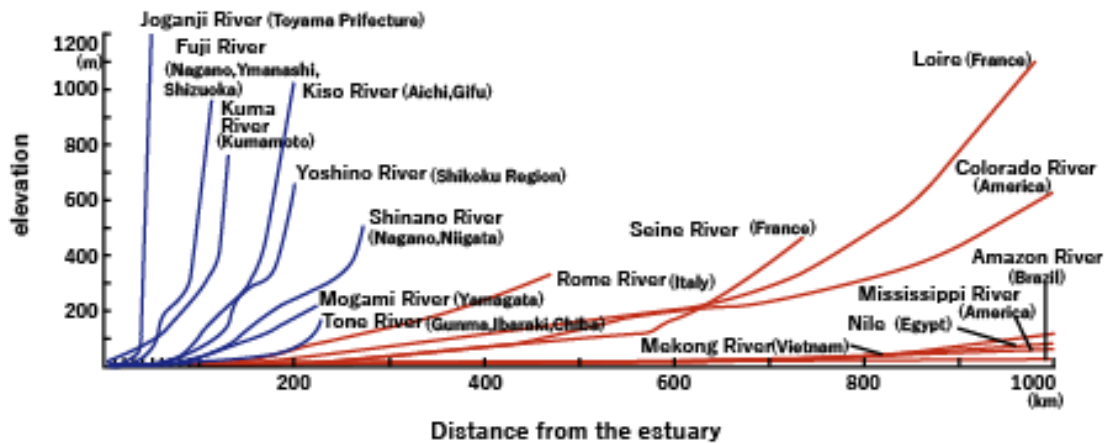 Joganji River (Toyama Prifecture)
1200
(m)
Fuji River
(Nagano,Ymanashi,
Shizuoka)
1000
Kiso River (Aichi,Gifu)
Kuma
River
(Kumamoto)
Loire (France)
800
Yoshino River (Shikoku Region)
Colorado River
(America)
600
Shinano River
(Nagano,Niigata)
Seine River (France)
400
Rome River (Italy)
Amazon River
(Brazil)
Mogami River (Yamagata)
Mississippi River
(America)
200
Tone River (Gunma,Ibaraki,Chiba)
Nile (Egypt)
Mekong River(Vietnam)
elevation
200
400
600
800
1000
(km)
Distance from the estuary